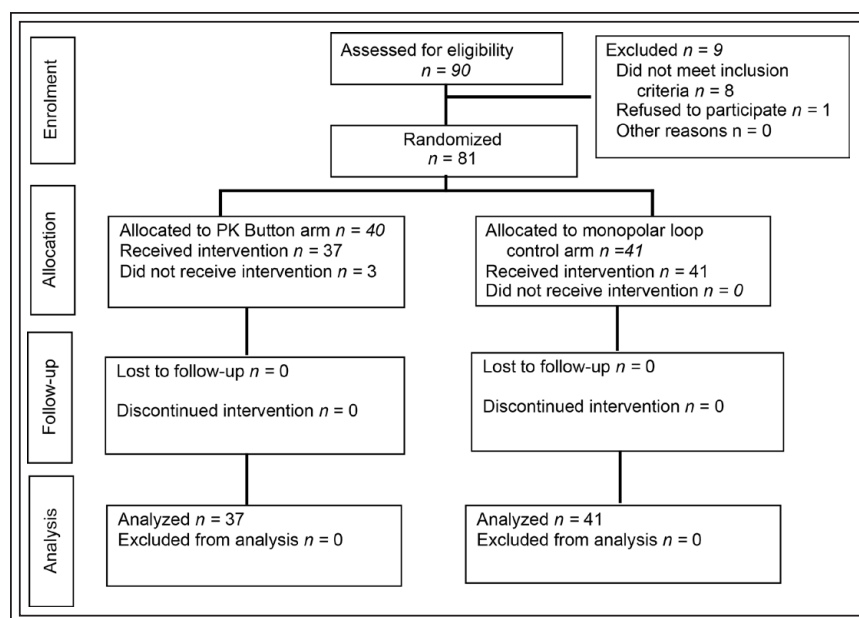 Enrolment
Assessed for eligibility
n = 90
Excluded n = 9
Did not meet inclusion
criteria n = 8
Refused to participate n = 1
Other reasons n = 0
Randomized
n = 81
Allocation
Allocated to PK Button arm n = 40
Received intervention n = 37
Did not receive intervention n = 3
Allocated to monopolar loop
control arm n =41
Received intervention n = 41
Did not receive intervention n = 0
Follow-up
Lost to follow-up n = 0
Discontinued intervention n = 0
Lost to follow-up n = 0
Discontinued intervention n = 0
Analysis
Analyzed n = 37
Excluded from analysis n = 0
Analyzed n = 41
Excluded from analysis n = 0